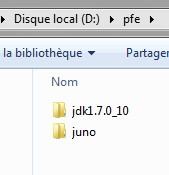 Disque local (D:) ▸ pfe ▸
la bibliothèque ▾ Partager
Nom
jdk1.7.0_10
juno